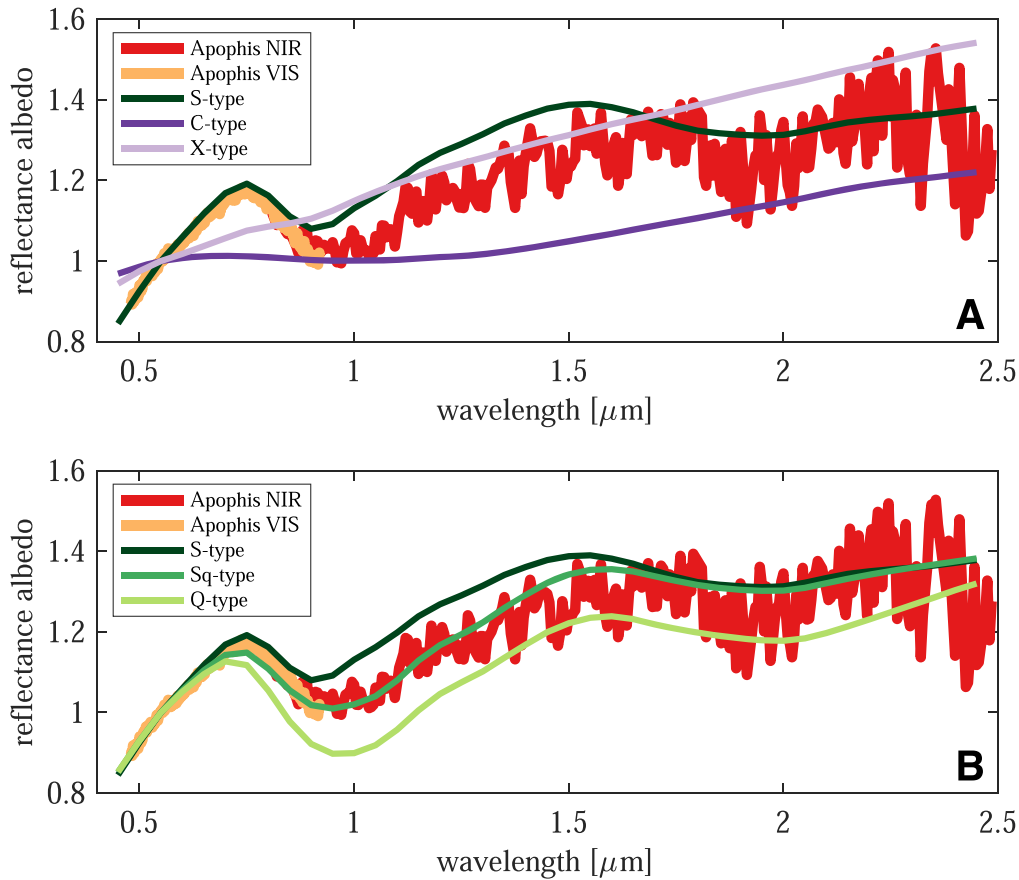 1.6
1.4
1.2
1
0.8
reflectance albedo
Apophis NIR
Apophis VIS
S-type
C-type
X-type
A
0.5
1
1.5
2
2.5
wavelength [μm]
1.6
1.4
1.2
1
0.8
reflectance albedo
Apophis NIR
Apophis VIS
S-type
Sq-type
Q-type
B
0.5
1
1.5
2
2.5
wavelength [μm]